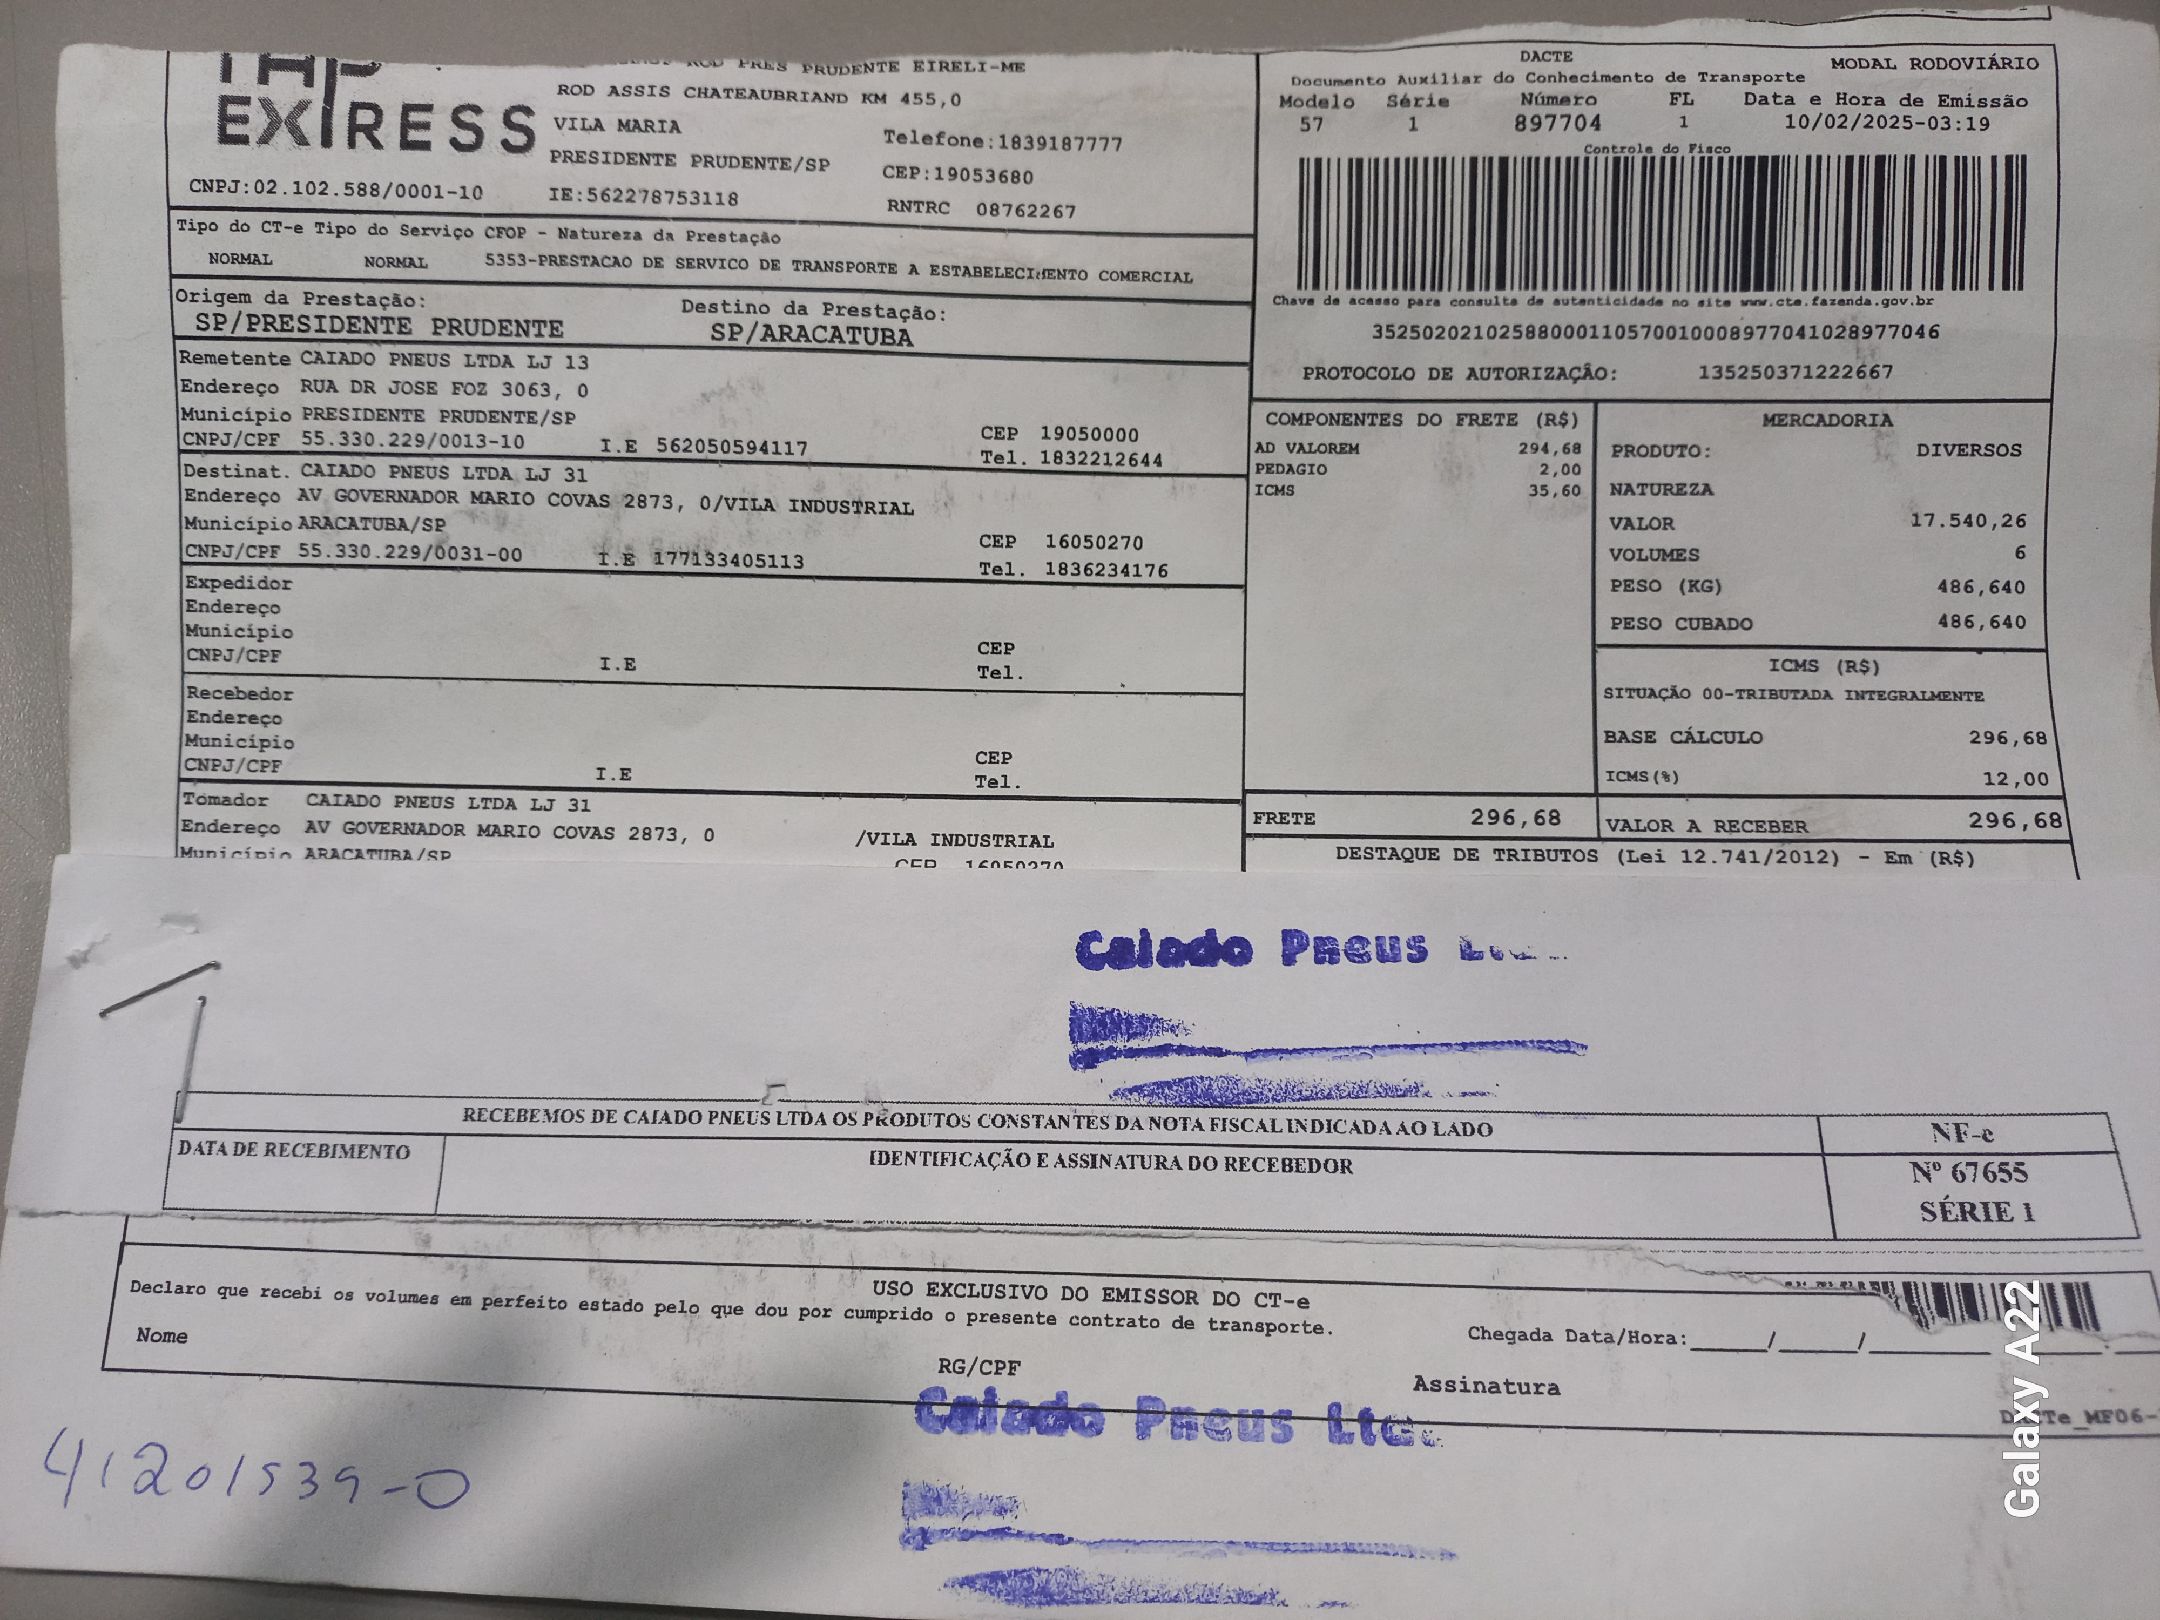 EXPRESS
PRES PRUDENTE EIRELI-ME
ROD ASSIS CHATEAUBRIAND KM 455,0
VILA MARIA
Telefone:1839187777
PRESIDENTE PRUDENTE/SP
CEP:19053680
CNPJ:02.102.588/0001-10
IE:562278753118
RNTRC 08762267
DACTE
MODAL RODOVIÁRIO
Documento Auxiliar do Conhecimento de Transporte
Modelo Série Número FL Data e Hora de Emissão
57 1 897704 1 10/02/2025-03:19
Controle do Fisco
Chave de acesso para consulta de autenticidade no site www.cte.fazenda.gov.br
35250202102588000110570010008977041028977046
PROTOCOLO DE AUTORIZAÇÃO: 135250371222667
Tipo do CT-e Tipo do Serviço CFOP - Natureza da Prestação
NORMAL NORMAL 5353-PRESTACAO DE SERVICO DE TRANSPORTE A ESTABELECIMENTO COMERCIAL
Origem da Prestação: Destino da Prestação:
SP/PRESIDENTE PRUDENTE SP/ARACATUBA
Remetente CAIADO PNEUS LTDA LJ 13
Endereço RUA DR JOSE FOZ 3063, 0
Município PRESIDENTE PRUDENTE/SP
CEP 19050000
CNPJ/CPF 55.330.229/0013-10 I.E 562050594117 Tel. 1832212644
Destinat. CAIADO PNEUS LTDA LJ 31
Endereço AV GOVERNADOR MARIO COVAS 2873, 0/VILA INDUSTRIAL
Município ARACATUBA/SP
CEP 16050270
CNPJ/CPF 55.330.229/0031-00 I.E 177133405113 Tel. 1836234176
Expedidor
Endereço
Município
CEP
CNPJ/CPF I.E Tel.
Recebedor
Endereço
Município
CEP
CNPJ/CPF I.E Tel.
Tomador CAIADO PNEUS LTDA LJ 31
Endereço AV GOVERNADOR MARIO COVAS 2873, 0 /VILA INDUSTRIAL
Município ARACATUBA/SP CEP 16050270
COMPONENTES DO FRETE (R$)
AD VALOREM 294,68
PEDAGIO 2,00
ICMS 35,60
FRETE 296,68
MERCADORIA
PRODUTO: DIVERSOS
NATUREZA
VALOR 17.540,26
VOLUMES 6
PESO (KG) 486,640
PESO CUBADO 486,640
ICMS (R$)
SITUAÇÃO 00-TRIBUTADA INTEGRALMENTE
BASE CÁLCULO 296,68
ICMS(%) 12,00
VALOR A RECEBER 296,68
DESTAQUE DE TRIBUTOS (Lei 12.741/2012) - Em (R$)
Caiado Pneus
RECEBEMOS DE CAIADO PNEUS LTDA OS PRODUTOS CONSTANTES DA NOTA FISCAL INDICADA AO LADO
NF-e
DATA DE RECEBIMENTO
IDENTIFICAÇÃO E ASSINATURA DO RECEBEDOR
Nº 67655
SÉRIE 1
USO EXCLUSIVO DO EMISSOR DO CT-e
Declaro que recebi os volumes em perfeito estado pelo que dou por cumprido o presente contrato de transporte.
Nome
Chegada Data/Hora:_____/_____/
RG/CPF
Assinatura
Caiado Pneus Ltda.
41201539-0
Galaxy A22